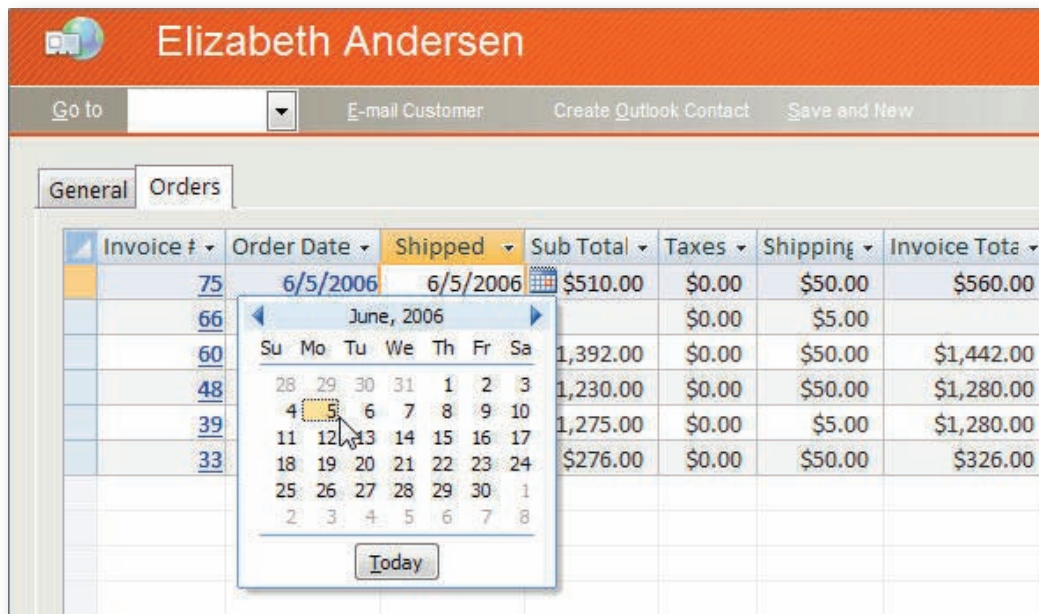 Elizabeth Andersen
Go to E-mail Customer Create Outlook Contact Save and New
General Orders
Invoice # Order Date Shipped Sub Total Taxes Shipping Invoice Tota
75 6/5/2006 6/5/2006 $510.00 $0.00 $50.00 $560.00
66 $0.00 $5.00
60 1,392.00 $0.00 $50.00 $1,442.00
48 1,230.00 $0.00 $50.00 $1,280.00
39 1,275.00 $0.00 $5.00 $1,280.00
33 $276.00 $0.00 $50.00 $326.00
June, 2006
Su Mo Tu We Th Fr Sa
28 29 30 31 1 2 3
4 5 6 7 8 9 10
11 12 13 14 15 16 17
18 19 20 21 22 23 24
25 26 27 28 29 30 1
2 3 4 5 6 7 8
Today